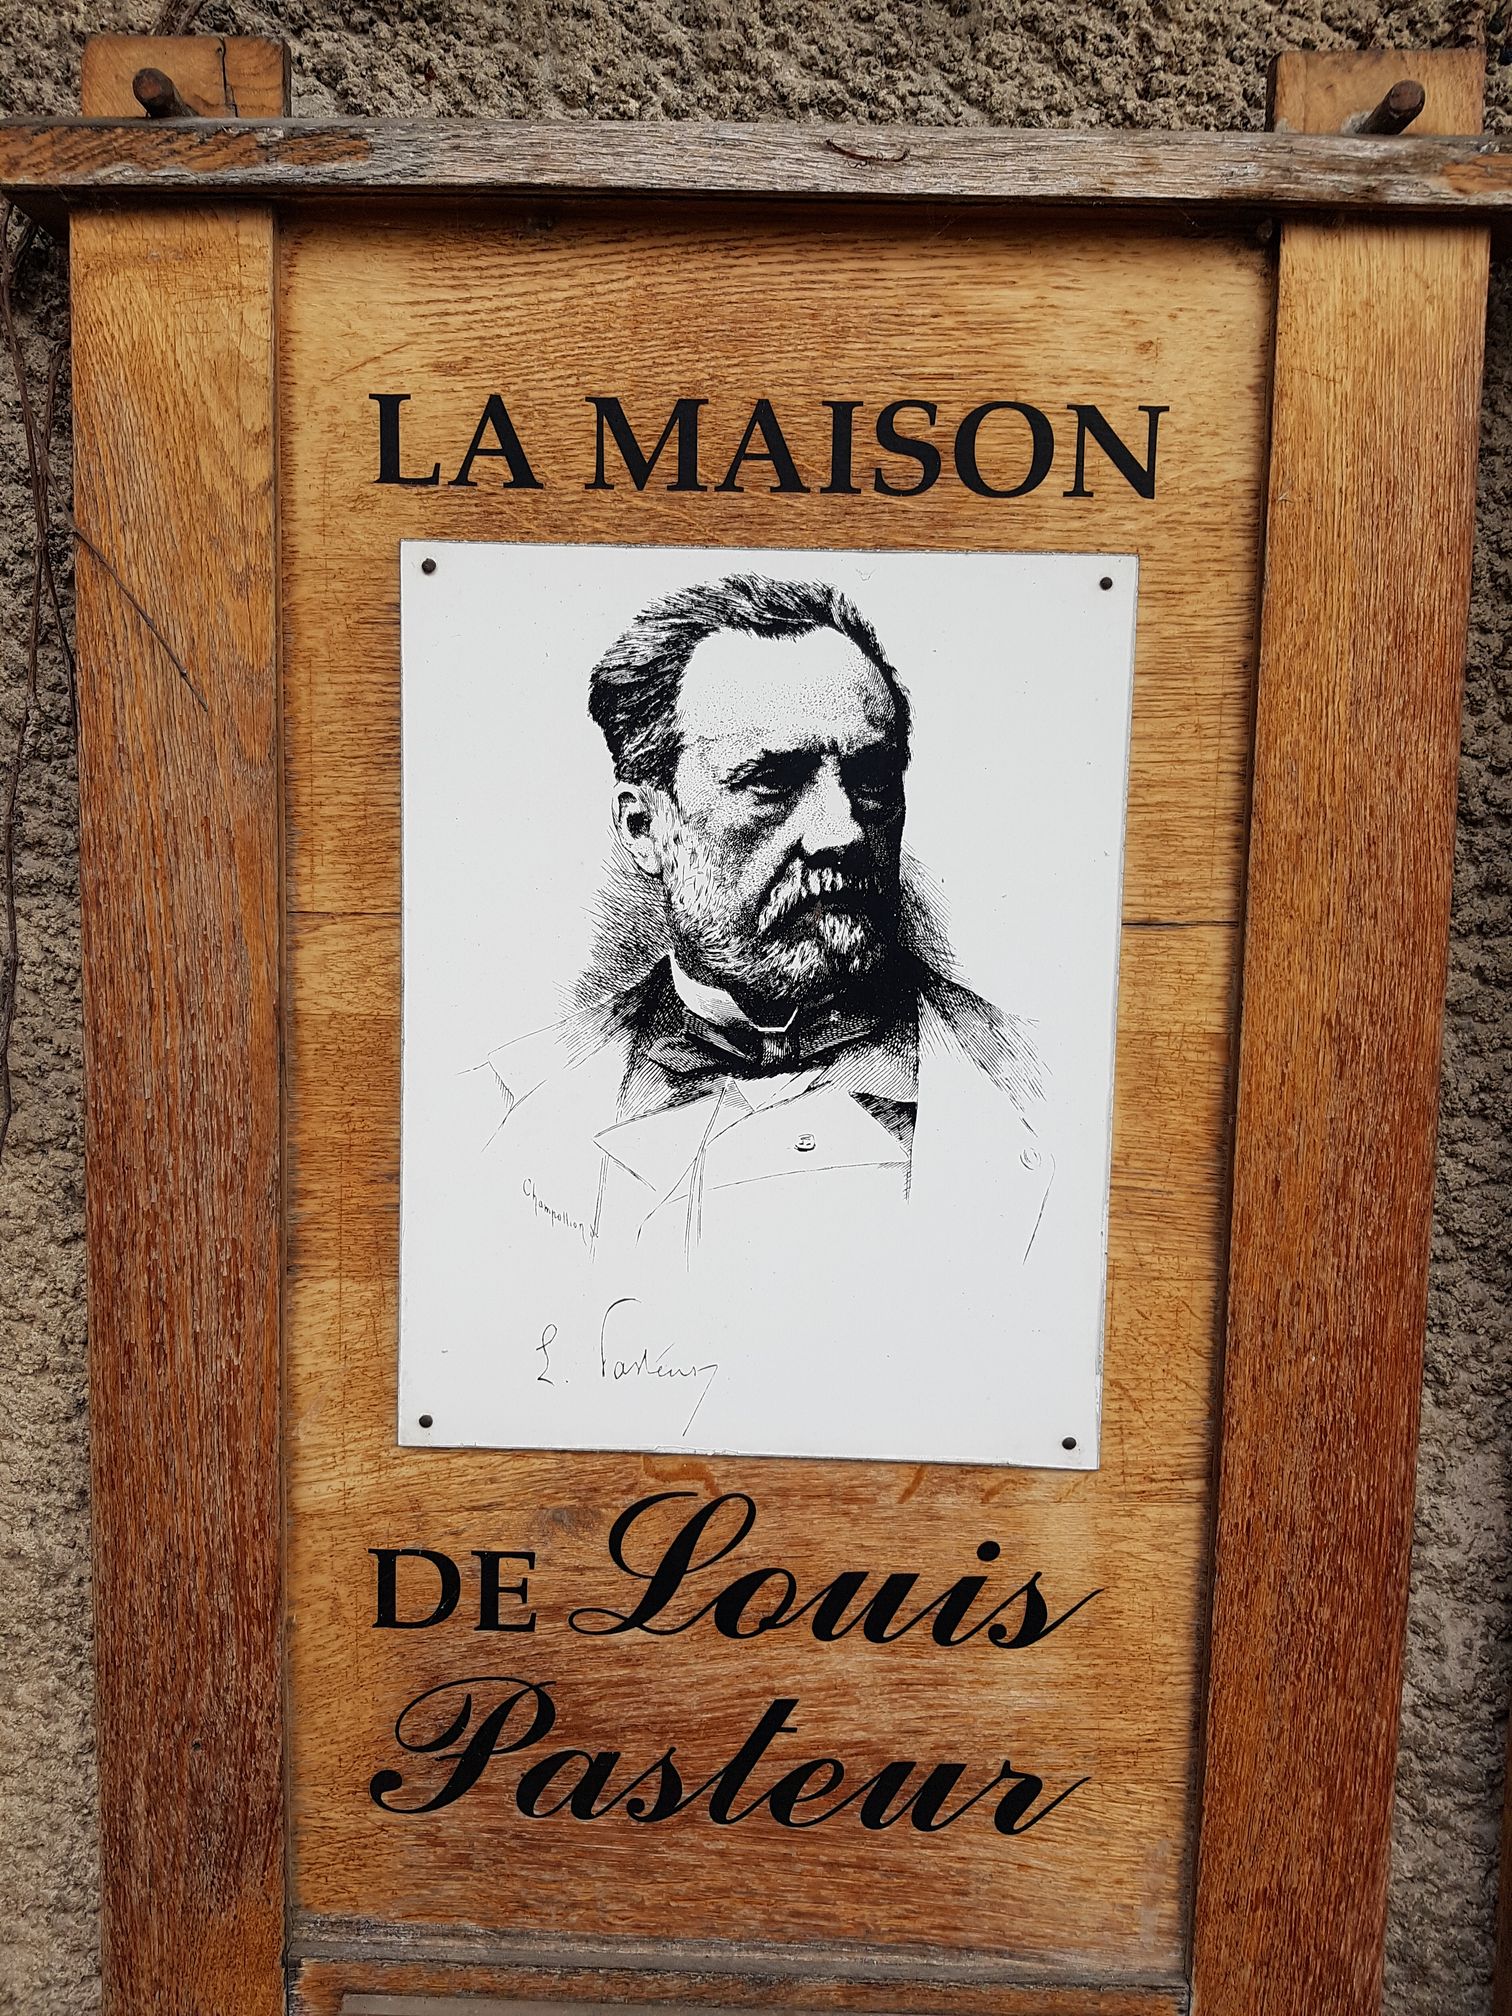 LA MAISON
Champollion
L. Pasteur
DE Louis
Pasteur